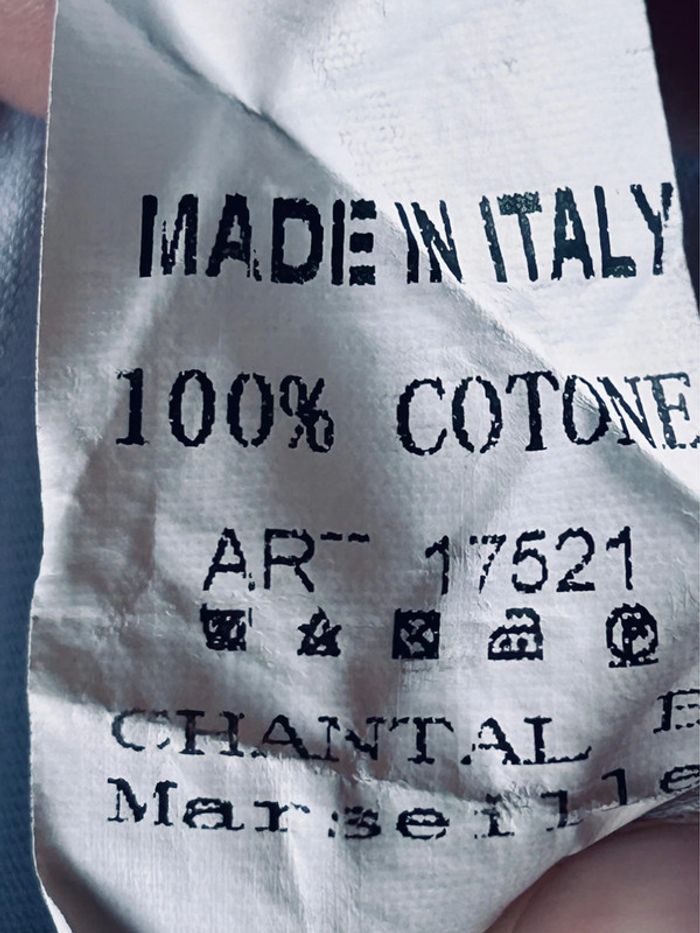 MADE IN ITALY
100% COTONE
ART 17521
CHANTAL
Marseille